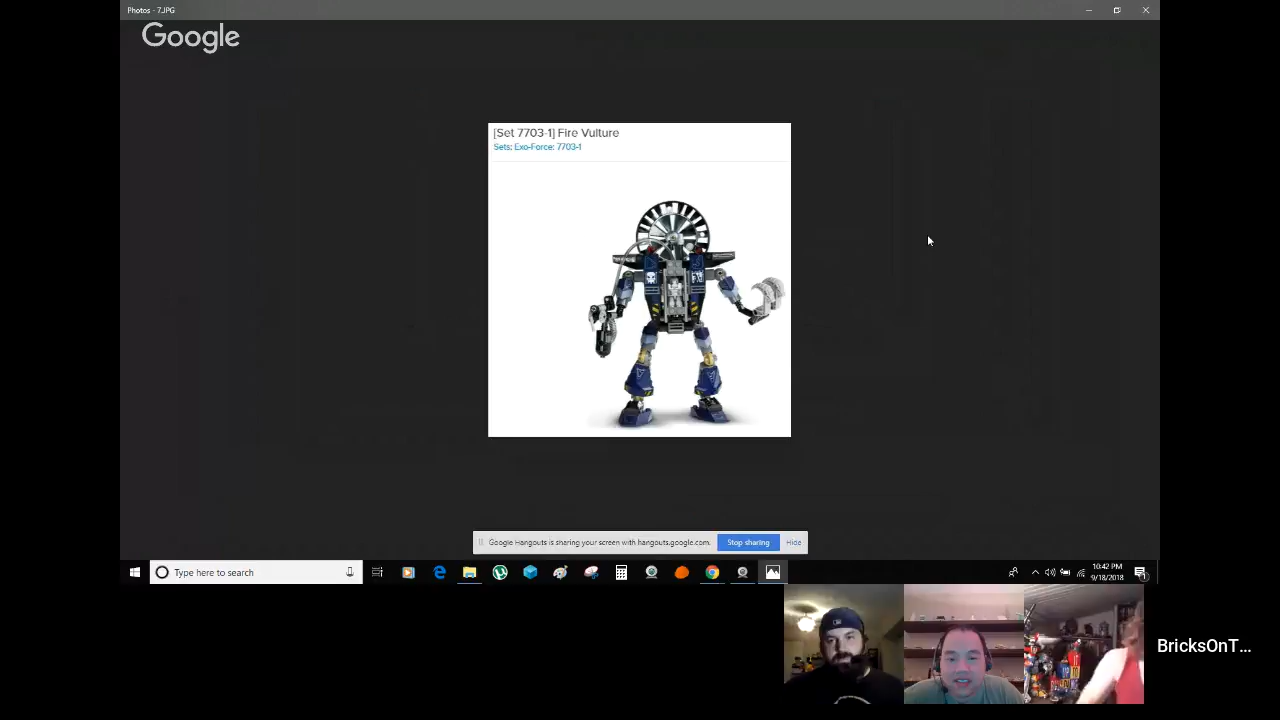 Photos - 7.JPG
Google
[Set 7703-1] Fire Vulture
Sets: Exo-Force: 7703-1
Google Hangouts is sharing your screen with hangouts.google.com.
Stop sharing
Hide
Type here to search
10:42 PM
9/18/2018
BricksOnT...